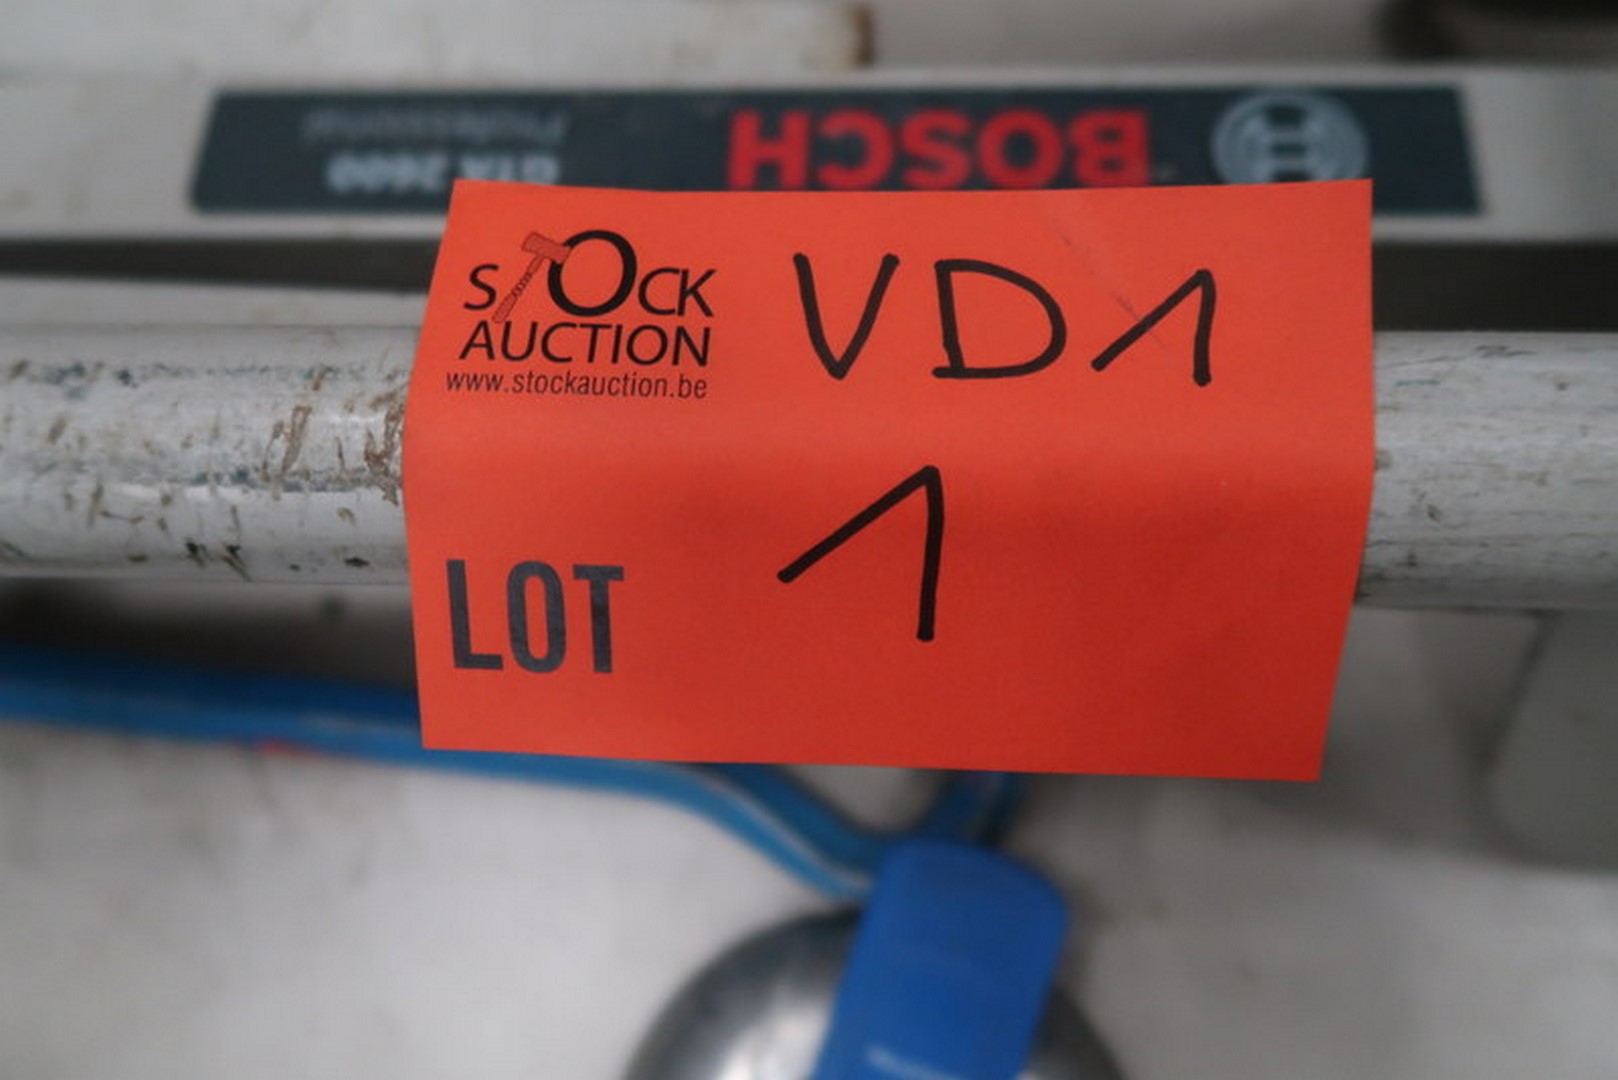 BOSCH
GTA 2600
Professional
STOCK VD1
AUCTION
www.stockauction.be
1
LOT